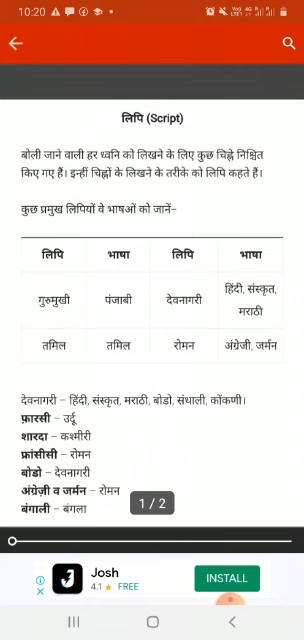 10:20
लिपि (Script)
बोली जाने वाली हर ध्वनि को लिखने के लिए कुछ चिह्ने निश्चित
किए गए हैं। इन्हीं चिह्नों के लिखने के तरीके को लिपि कहते हैं।
कुछ प्रमुख लिपियों वे भाषओं को जानें–
लिपि भाषा लिपि भाषा
गुरुमुखी पंजाबी देवनागरी हिंदी, संस्कृत,
मराठी
तमिल तमिल रोमन अंग्रेजी, जर्मन
देवनागरी – हिंदी, संस्कृत, मराठी, बोडो, संथाली, कोंकणी।
फ़ारसी – उर्दू
शारदा – कश्मीरी
फ्रांसीसी – रोमन
बोडो – देवनागरी
अंग्रेज़ी व जर्मन – रोमन
बंगाली – बंगला
1 / 2
Josh
4.1 ★ FREE
INSTALL